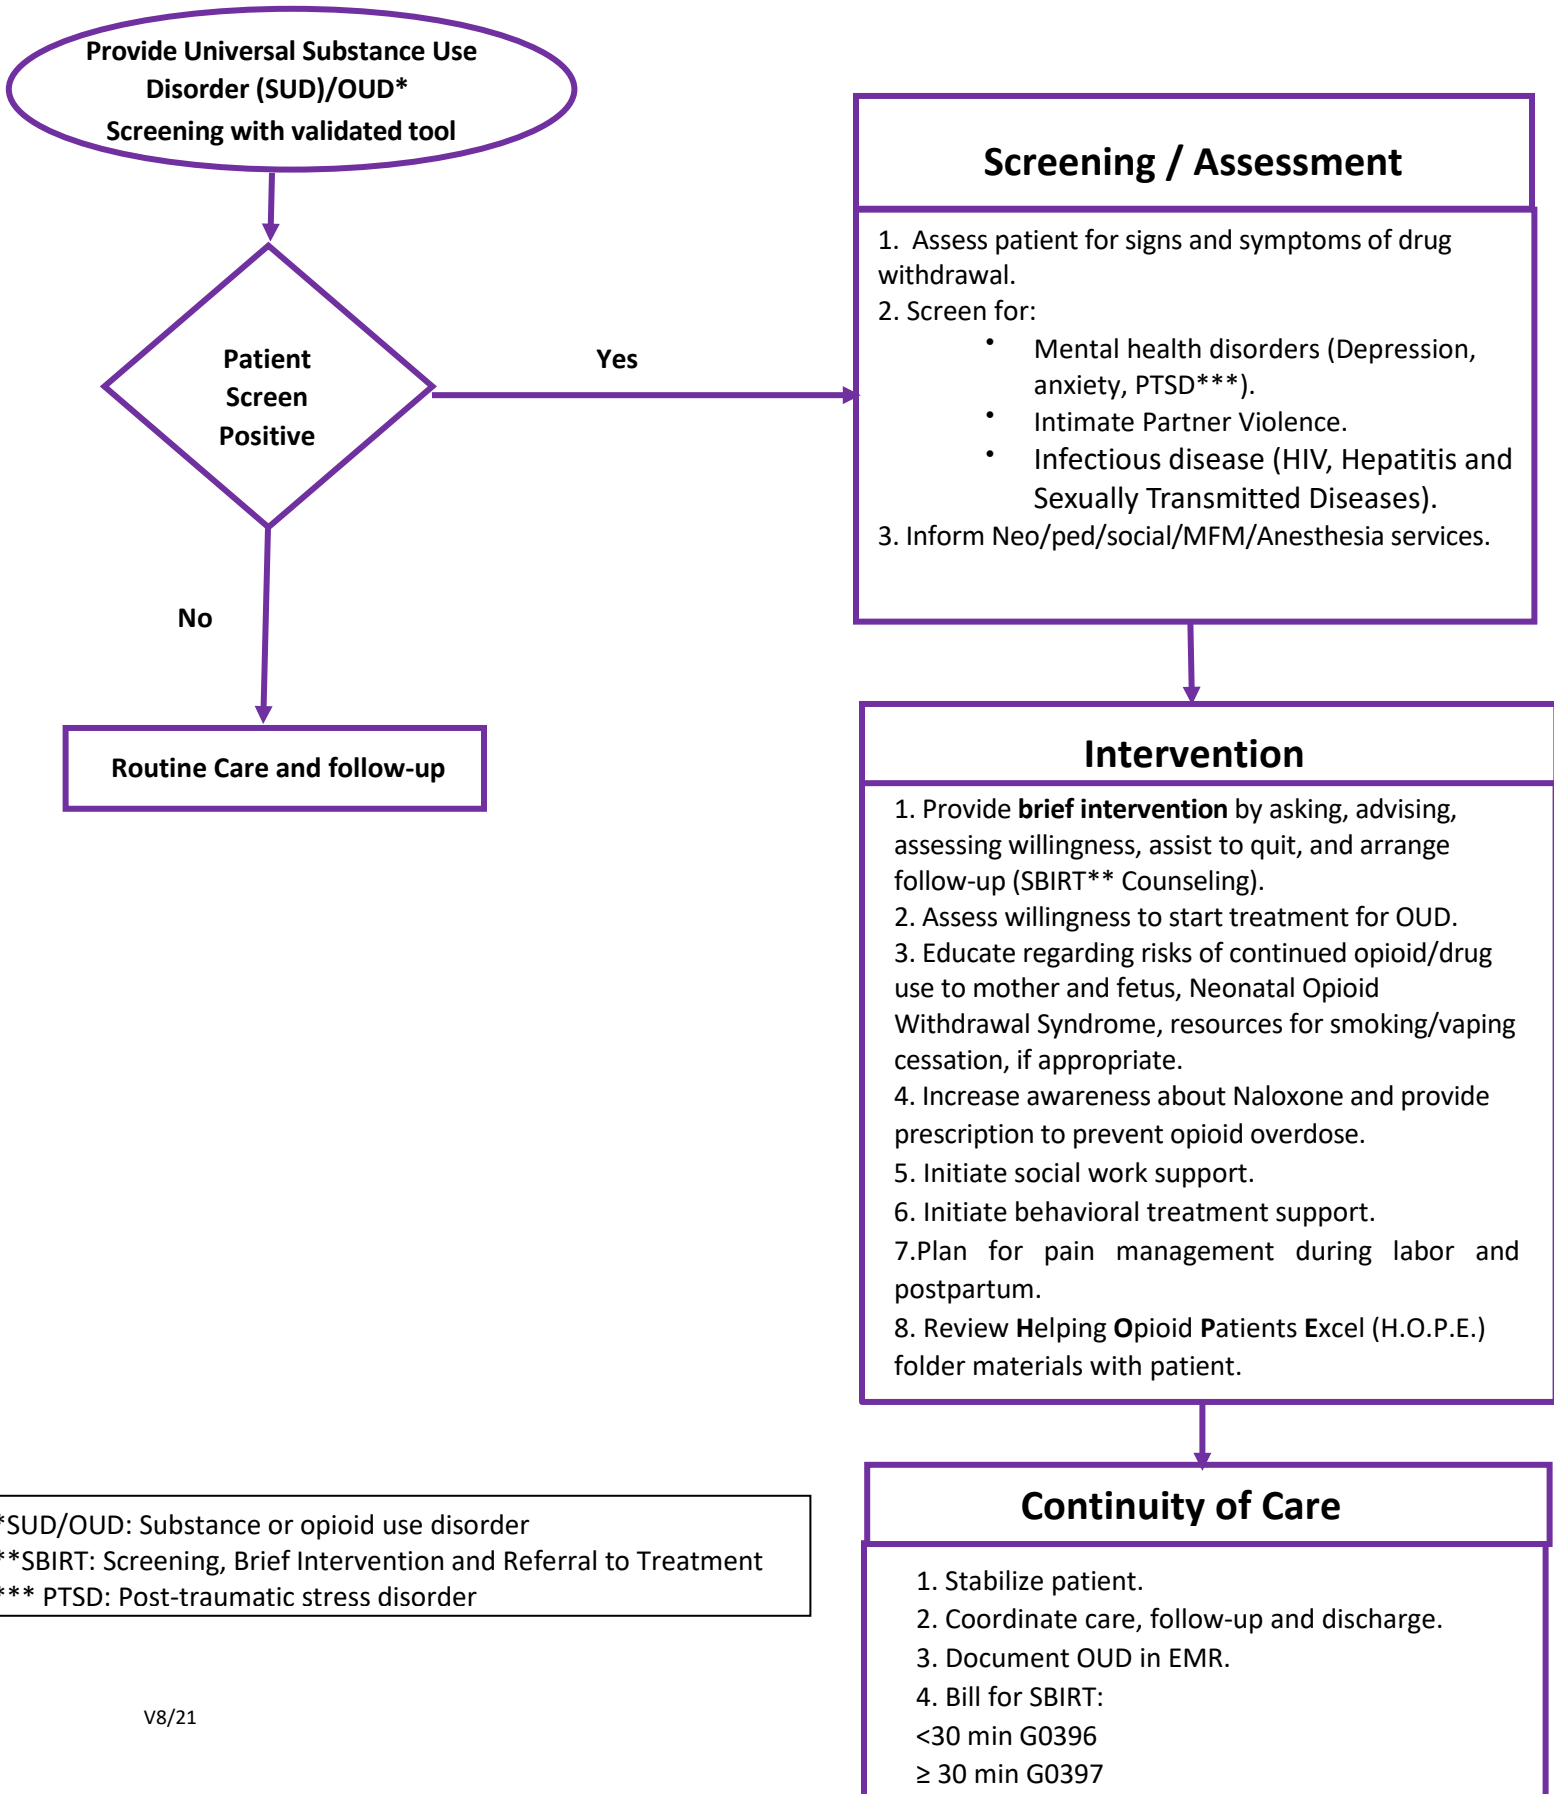 Provide Universal Substance Use
Disorder (SUD)/OUD*
Screening with validated tool
Patient
Screen
Positive
Yes
No
Routine Care and follow-up
Screening / Assessment
1.  Assess patient for signs and symptoms of drug
withdrawal.
2. Screen for:
• Mental health disorders (Depression,
anxiety, PTSD***).
• Intimate Partner Violence.
• Infectious disease (HIV, Hepatitis and
Sexually Transmitted Diseases).
3. Inform Neo/ped/social/MFM/Anesthesia services.
Intervention
1. Provide brief intervention by asking, advising,
assessing willingness, assist to quit, and arrange
follow-up (SBIRT** Counseling).
2. Assess willingness to start treatment for OUD.
3. Educate regarding risks of continued opioid/drug
use to mother and fetus, Neonatal Opioid
Withdrawal Syndrome, resources for smoking/vaping
cessation, if appropriate.
4. Increase awareness about Naloxone and provide
prescription to prevent opioid overdose.
5. Initiate social work support.
6. Initiate behavioral treatment support.
7.Plan for pain management during labor and
postpartum.
8. Review Helping Opioid Patients Excel (H.O.P.E.)
folder materials with patient.
Continuity of Care
1. Stabilize patient.
2. Coordinate care, follow-up and discharge.
3. Document OUD in EMR.
4. Bill for SBIRT:
<30 min G0396
≥ 30 min G0397
*SUD/OUD: Substance or opioid use disorder
**SBIRT: Screening, Brief Intervention and Referral to Treatment
*** PTSD: Post-traumatic stress disorder
V8/21